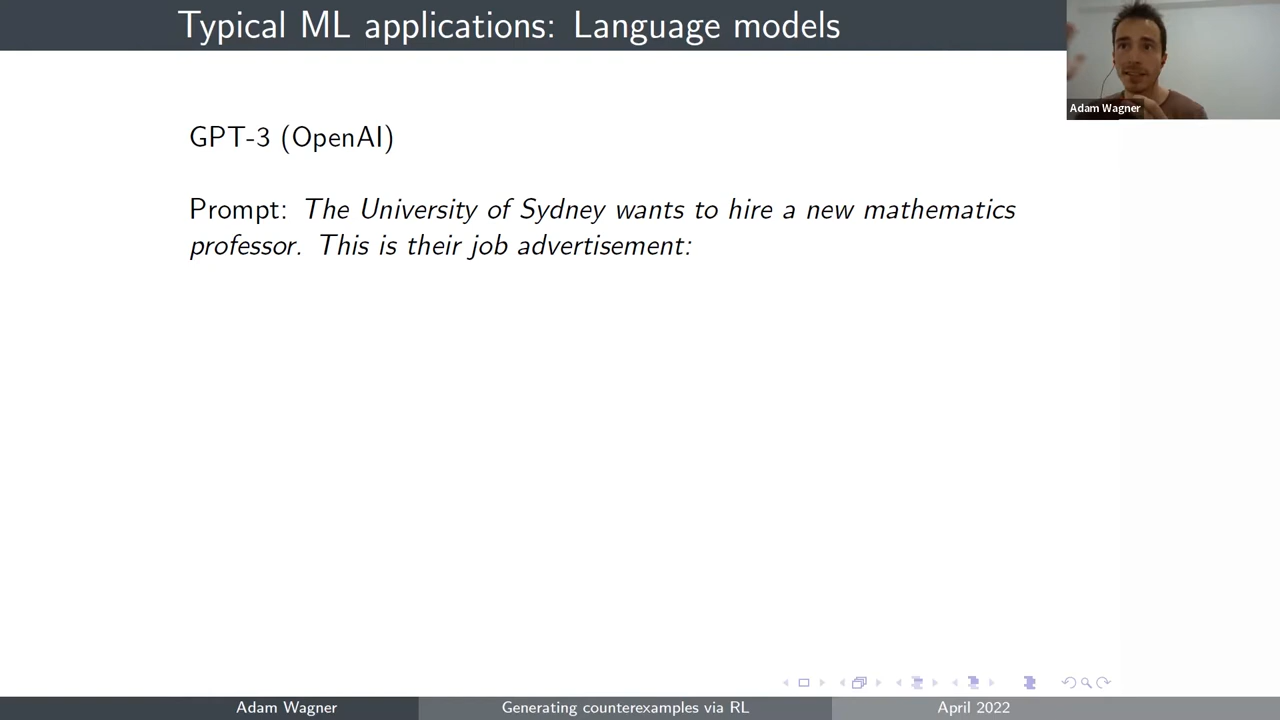 Typical ML applications: Language models
Adam Wagner
GPT-3 (OpenAI)
Prompt: The University of Sydney wants to hire a new mathematics
professor. This is their job advertisement:
Adam Wagner
Generating counterexamples via RL
April 2022